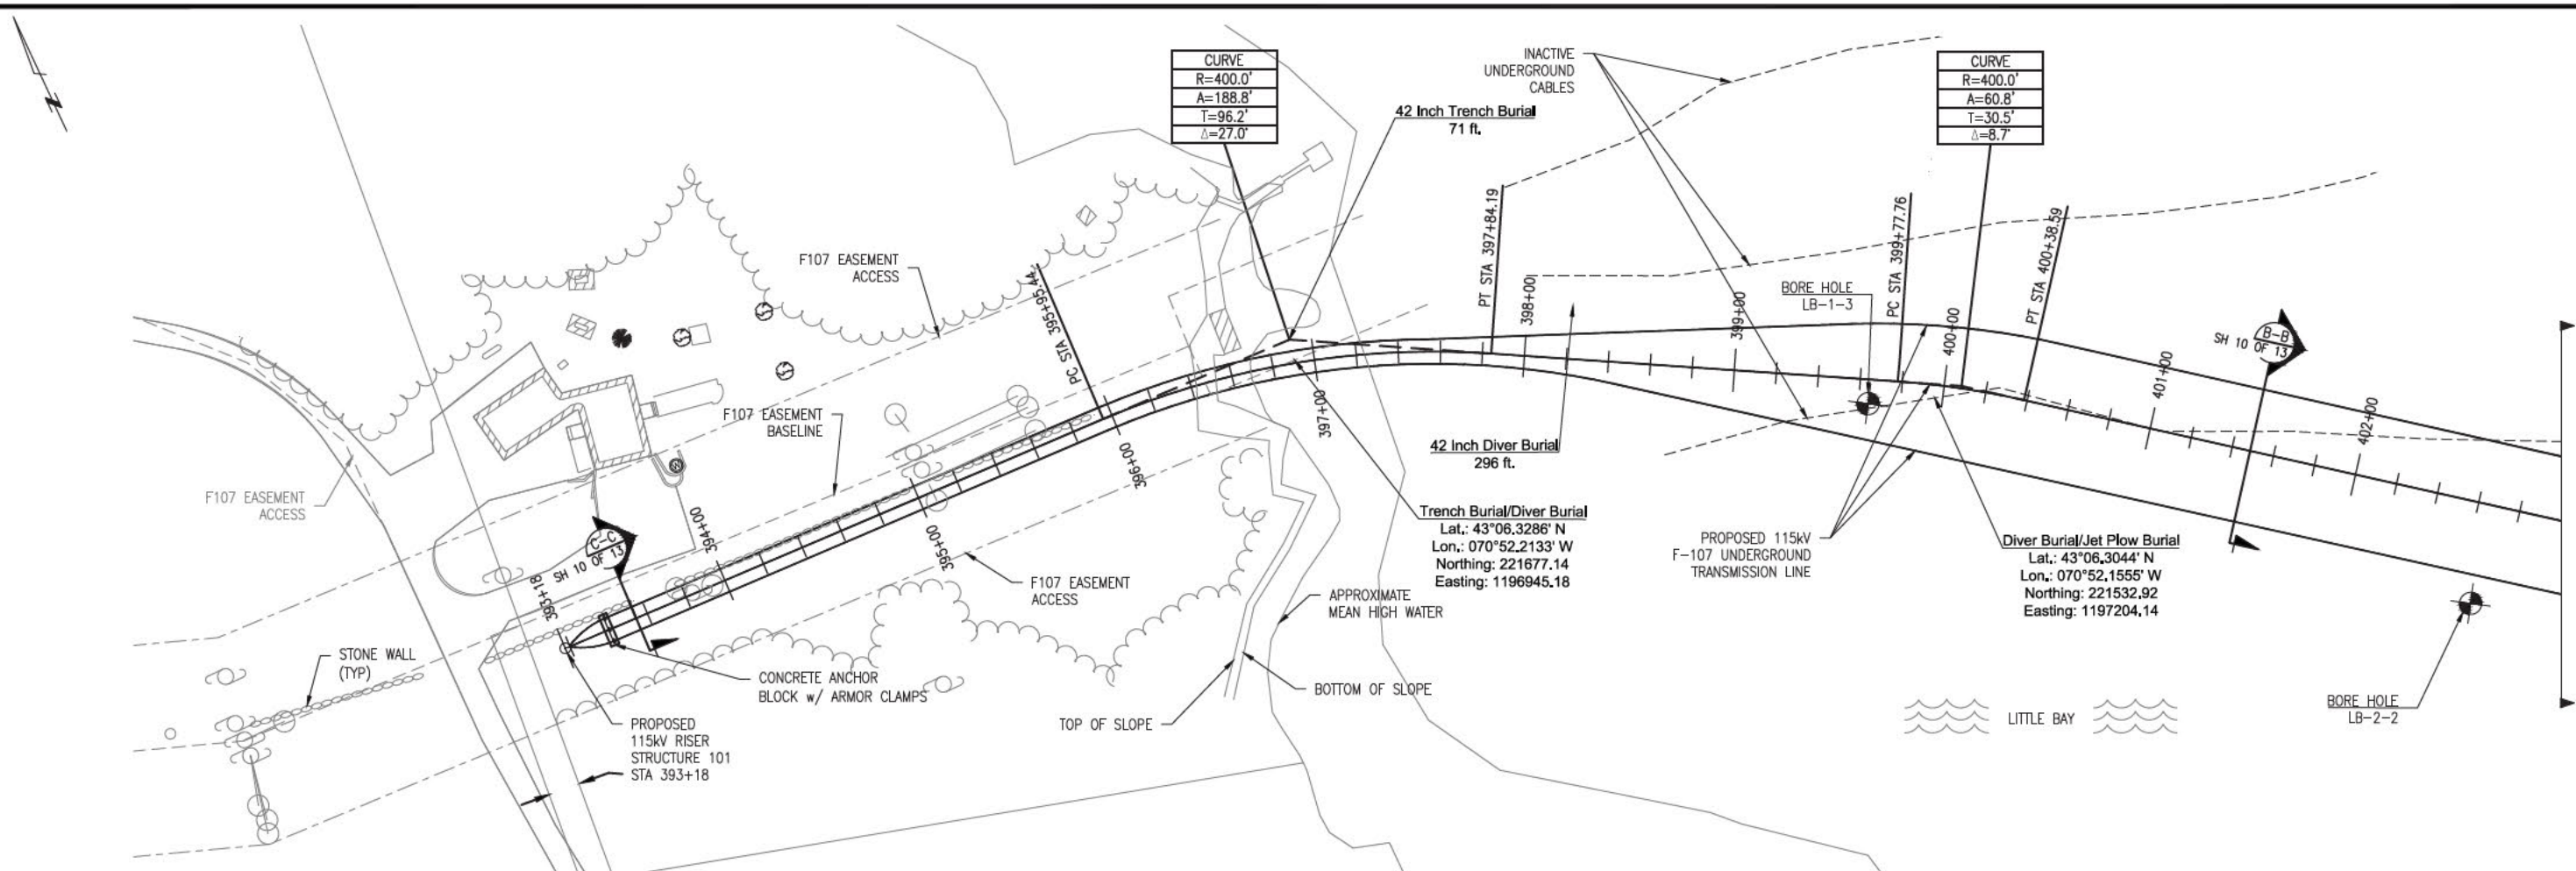 CURVE
R=400.0'
A=188.8'
T=96.2'
Δ=27.0°
INACTIVE
UNDERGROUND
CABLES
42 Inch Trench Burial
71 ft.
CURVE
R=400.0'
A=60.8'
T=30.5'
Δ=8.7°
F107 EASEMENT
ACCESS
PC STA 395+95.44
PT STA 397+84.19
398+00
399+00
BORE HOLE
LB-1-3
PC STA 399+77.76
400+00
PT STA 400+38.59
401+00
402+00
B-B
SH 10 OF 13
F107 EASEMENT
BASELINE
396+00
397+00
42 Inch Diver Burial
296 ft.
F107 EASEMENT
ACCESS
394+00
395+00
C-C
SH 10 OF 13
393+18
F107 EASEMENT
ACCESS
Trench Burial/Diver Burial
Lat.: 43°06.3286' N
Lon.: 070°52.2133' W
Northing: 221677.14
Easting: 1196945.18
PROPOSED 115kV
F-107 UNDERGROUND
TRANSMISSION LINE
Diver Burial/Jet Plow Burial
Lat.: 43°06.3044' N
Lon.: 070°52.1555' W
Northing: 221532.92
Easting: 1197204.14
APPROXIMATE
MEAN HIGH WATER
STONE WALL
(TYP)
CONCRETE ANCHOR
BLOCK w/ ARMOR CLAMPS
BOTTOM OF SLOPE
TOP OF SLOPE
PROPOSED
115kV RISER
STRUCTURE 101
STA 393+18
LITTLE BAY
BORE HOLE
LB-2-2